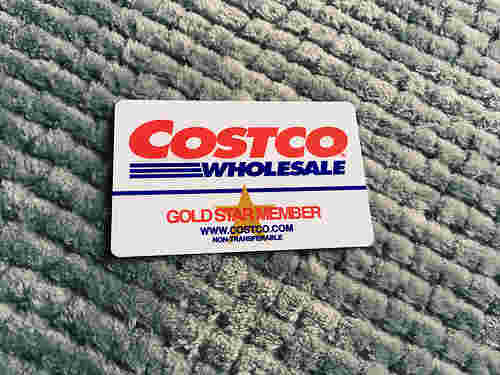 COSTCO
WHOLESALE
GOLD STAR MEMBER
WWW.COSTCO.COM
NON-TRANSFERABLE